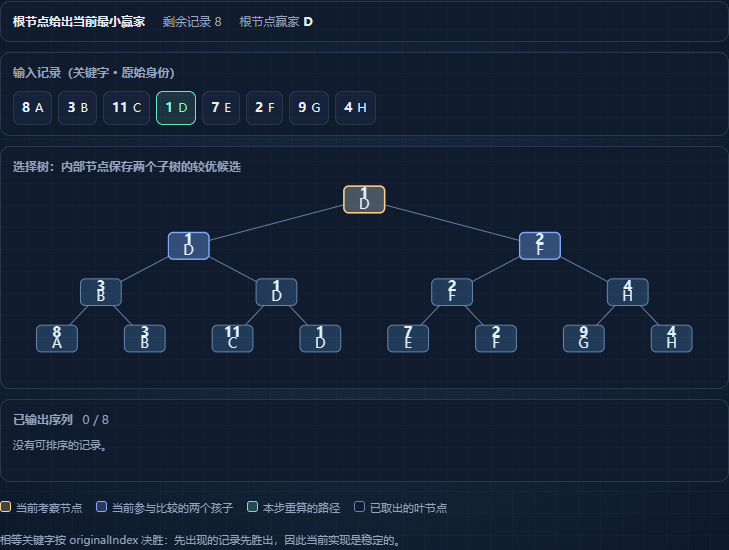 根节点给出当前最小赢家 剩余记录 8 根节点赢家 D
输入记录（关键字 · 原始身份）
8 A 3 B 11 C 1 D 7 E 2 F 9 G 4 H
选择树：内部节点保存两个子树的较优候选
1
D
1 2
D F
3 1 2 4
B D F H
8 3 11 1 7 2 9 4
A B C D E F G H
已输出序列 0 / 8
没有可排序的记录。
当前考察节点 当前参与比较的两个孩子 本步重算的路径 已取出的叶节点
相等关键字按 originalIndex 决胜：先出现的记录先胜出，因此当前实现是稳定的。